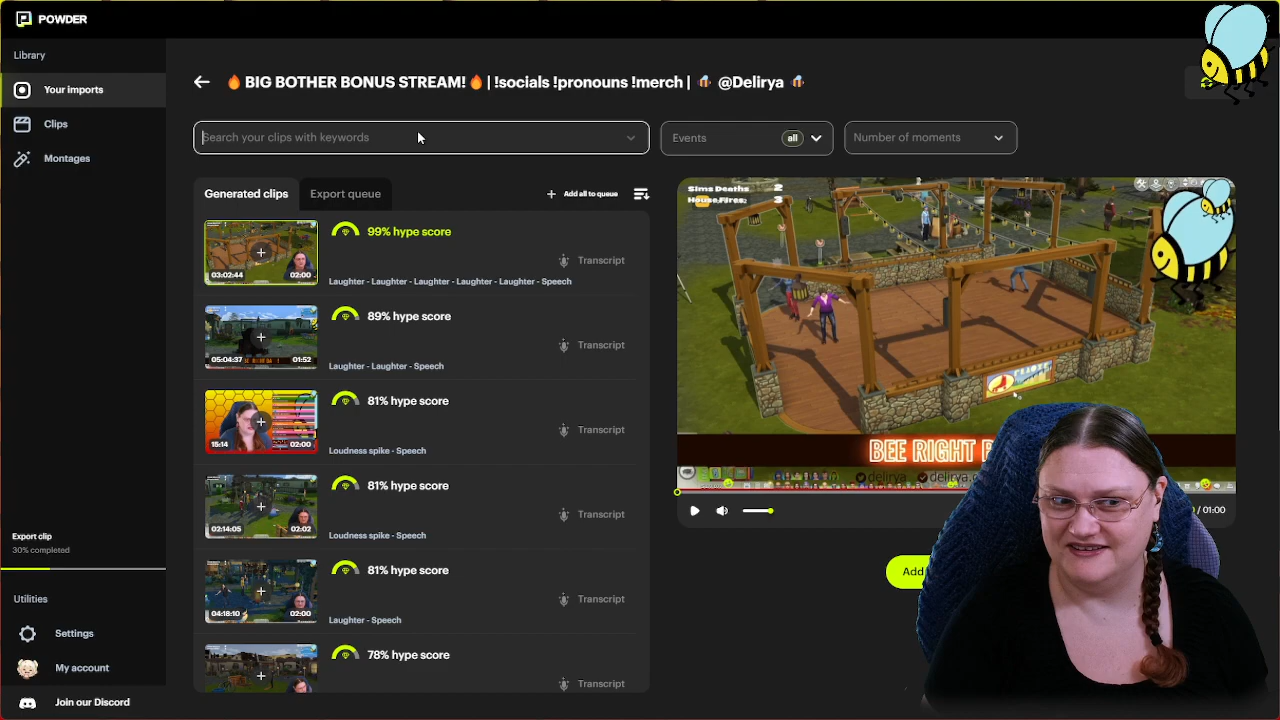 POWDER
Library
Your imports
Clips
Montages
Export clip
30% completed
Utilities
Settings
My account
Join our Discord
🔥 BIG BOTHER BONUS STREAM! 🔥 | !socials !pronouns !merch | 🐝 @Delirya 🐝
Search your clips with keywords
Events all
Number of moments
Generated clips
Export queue
Add all to queue
99% hype score
Transcript
03:02:44 02:00
Laughter - Laughter - Laughter - Laughter - Laughter - Speech
89% hype score
Transcript
05:04:37 01:52
Laughter - Laughter - Speech
81% hype score
Transcript
15:14 02:00
Loudness spike - Speech
81% hype score
Transcript
02:14:05 02:02
Loudness spike - Speech
81% hype score
Transcript
04:18:10 02:00
Laughter - Speech
78% hype score
Transcript
Sims Deaths 2
House Fires: 3
BEE RIGHT
delirya
/ 01:00
Add